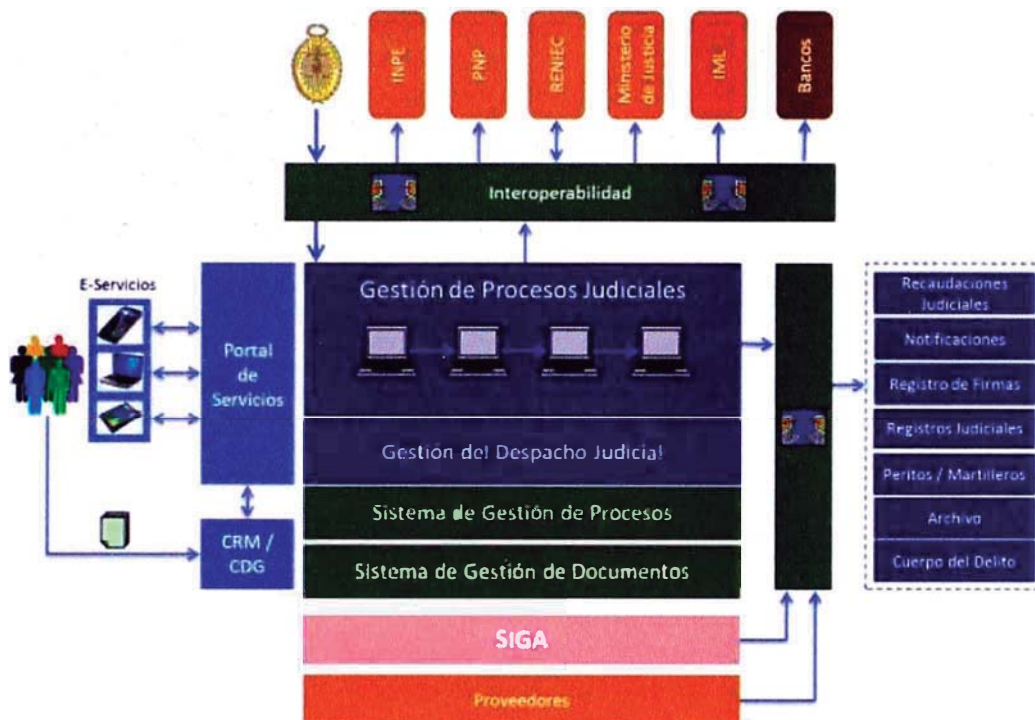 INPE
PNP
RENIEC
Ministerio
de Justicia
IML
Bancos
Interoperabilidad
E-Servicios
Portal
de
Servicios
CRM /
CDG
Gestión de Procesos Judiciales
Gestión del Despacho Judicial
Sistema de Gestión de Procesos
Sistema de Gestión de Documentos
SIGA
Proveedores
Recaudaciones
Judiciales
Notificaciones
Registro de Firmas
Registros Judiciales
Peritos / Martilleros
Archivo
Cuerpo del Delito